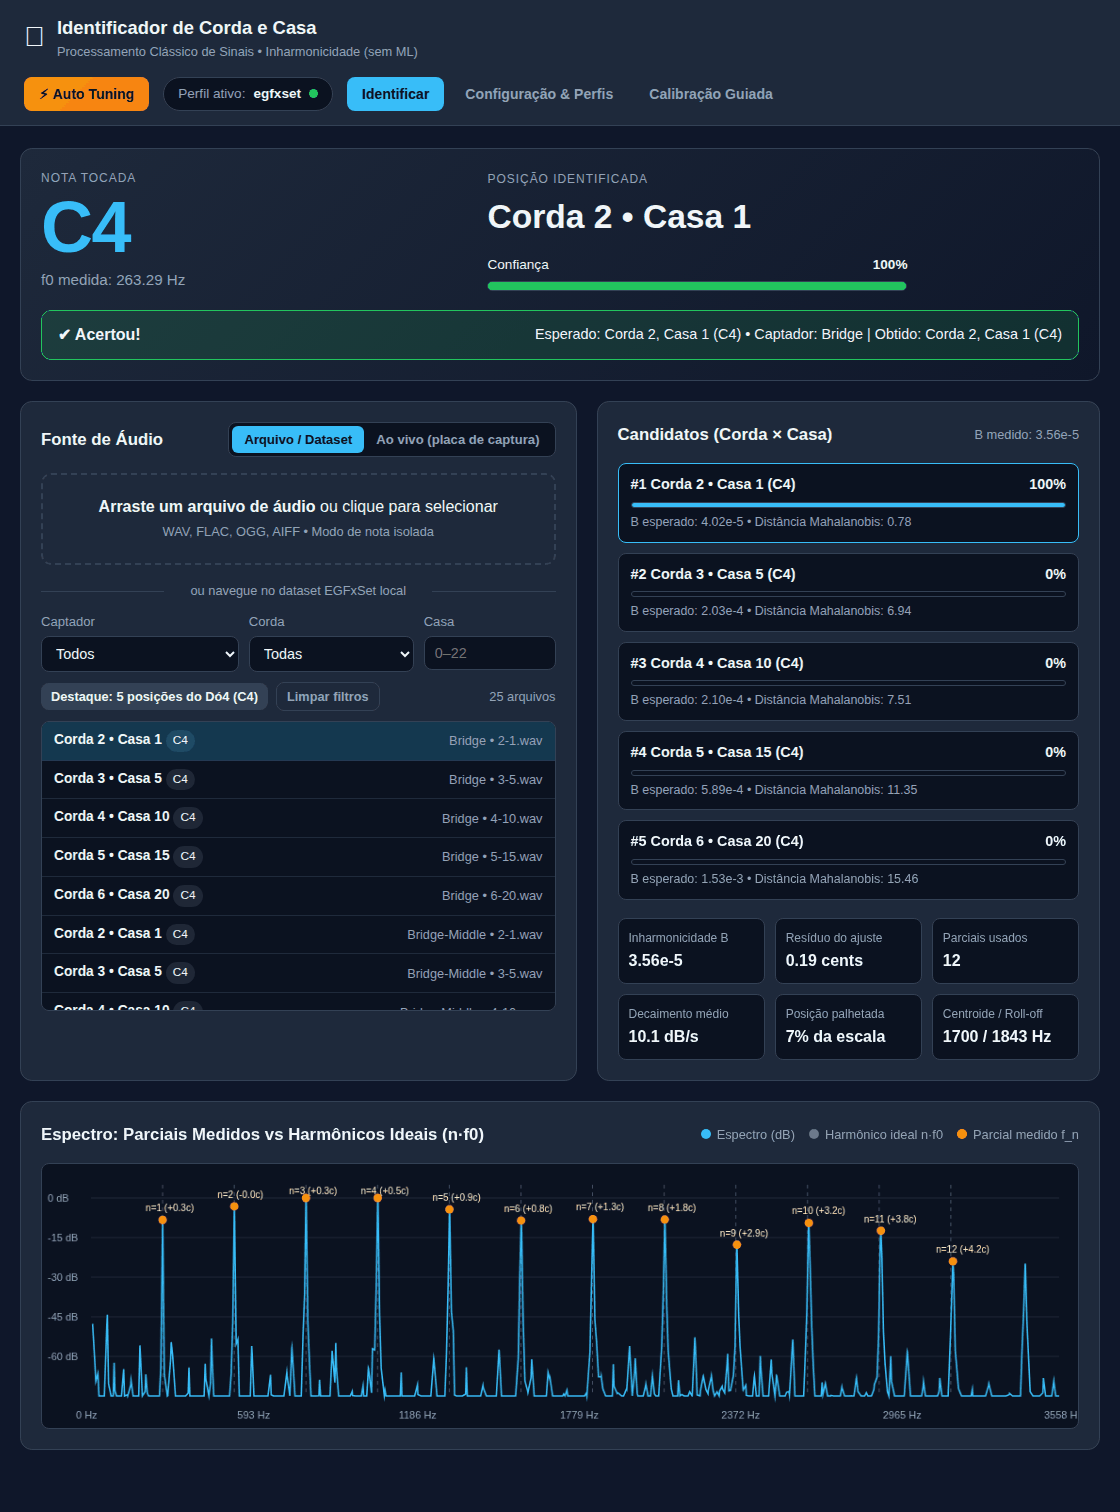 Identificador de Corda e Casa
Processamento Clássico de Sinais • Inharmonicidade (sem ML)
⚡ Auto Tuning
Perfil ativo: egfxset
Identificar
Configuração & Perfis
Calibração Guiada
NOTA TOCADA
C4
f0 medida: 263.29 Hz
POSIÇÃO IDENTIFICADA
Corda 2 • Casa 1
Confiança 100%
✔ Acertou!
Esperado: Corda 2, Casa 1 (C4) • Captador: Bridge | Obtido: Corda 2, Casa 1 (C4)
Fonte de Áudio
Arquivo / Dataset
Ao vivo (placa de captura)
Arraste um arquivo de áudio ou clique para selecionar
WAV, FLAC, OGG, AIFF • Modo de nota isolada
ou navegue no dataset EGFxSet local
Captador Corda Casa
Todos Todas 0–22
Destaque: 5 posições do Dó4 (C4) Limpar filtros 25 arquivos
Corda 2 • Casa 1 C4 Bridge • 2-1.wav
Corda 3 • Casa 5 C4 Bridge • 3-5.wav
Corda 4 • Casa 10 C4 Bridge • 4-10.wav
Corda 5 • Casa 15 C4 Bridge • 5-15.wav
Corda 6 • Casa 20 C4 Bridge • 6-20.wav
Corda 2 • Casa 1 C4 Bridge-Middle • 2-1.wav
Corda 3 • Casa 5 C4 Bridge-Middle • 3-5.wav
Corda 4 • Casa 10 C4
Candidatos (Corda × Casa)
B medido: 3.56e-5
#1 Corda 2 • Casa 1 (C4) 100%
B esperado: 4.02e-5 • Distância Mahalanobis: 0.78
#2 Corda 3 • Casa 5 (C4) 0%
B esperado: 2.03e-4 • Distância Mahalanobis: 6.94
#3 Corda 4 • Casa 10 (C4) 0%
B esperado: 2.10e-4 • Distância Mahalanobis: 7.51
#4 Corda 5 • Casa 15 (C4) 0%
B esperado: 5.89e-4 • Distância Mahalanobis: 11.35
#5 Corda 6 • Casa 20 (C4) 0%
B esperado: 1.53e-3 • Distância Mahalanobis: 15.46
Inharmonicidade B
3.56e-5
Resíduo do ajuste
0.19 cents
Parciais usados
12
Decaimento médio
10.1 dB/s
Posição palhetada
7% da escala
Centroide / Roll-off
1700 / 1843 Hz
Espectro: Parciais Medidos vs Harmônicos Ideais (n·f0)
Espectro (dB)
Harmônico ideal n·f0
Parcial medido f_n
0 dB
-15 dB
-30 dB
-45 dB
-60 dB
n=1 (+0.3c)
n=2 (-0.0c)
n=3 (+0.3c)
n=4 (+0.5c)
n=5 (+0.9c)
n=6 (+0.8c)
n=7 (+1.3c)
n=8 (+1.8c)
n=9 (+2.9c)
n=10 (+3.2c)
n=11 (+3.8c)
n=12 (+4.2c)
0 Hz 593 Hz 1186 Hz 1779 Hz 2372 Hz 2965 Hz 3558 H